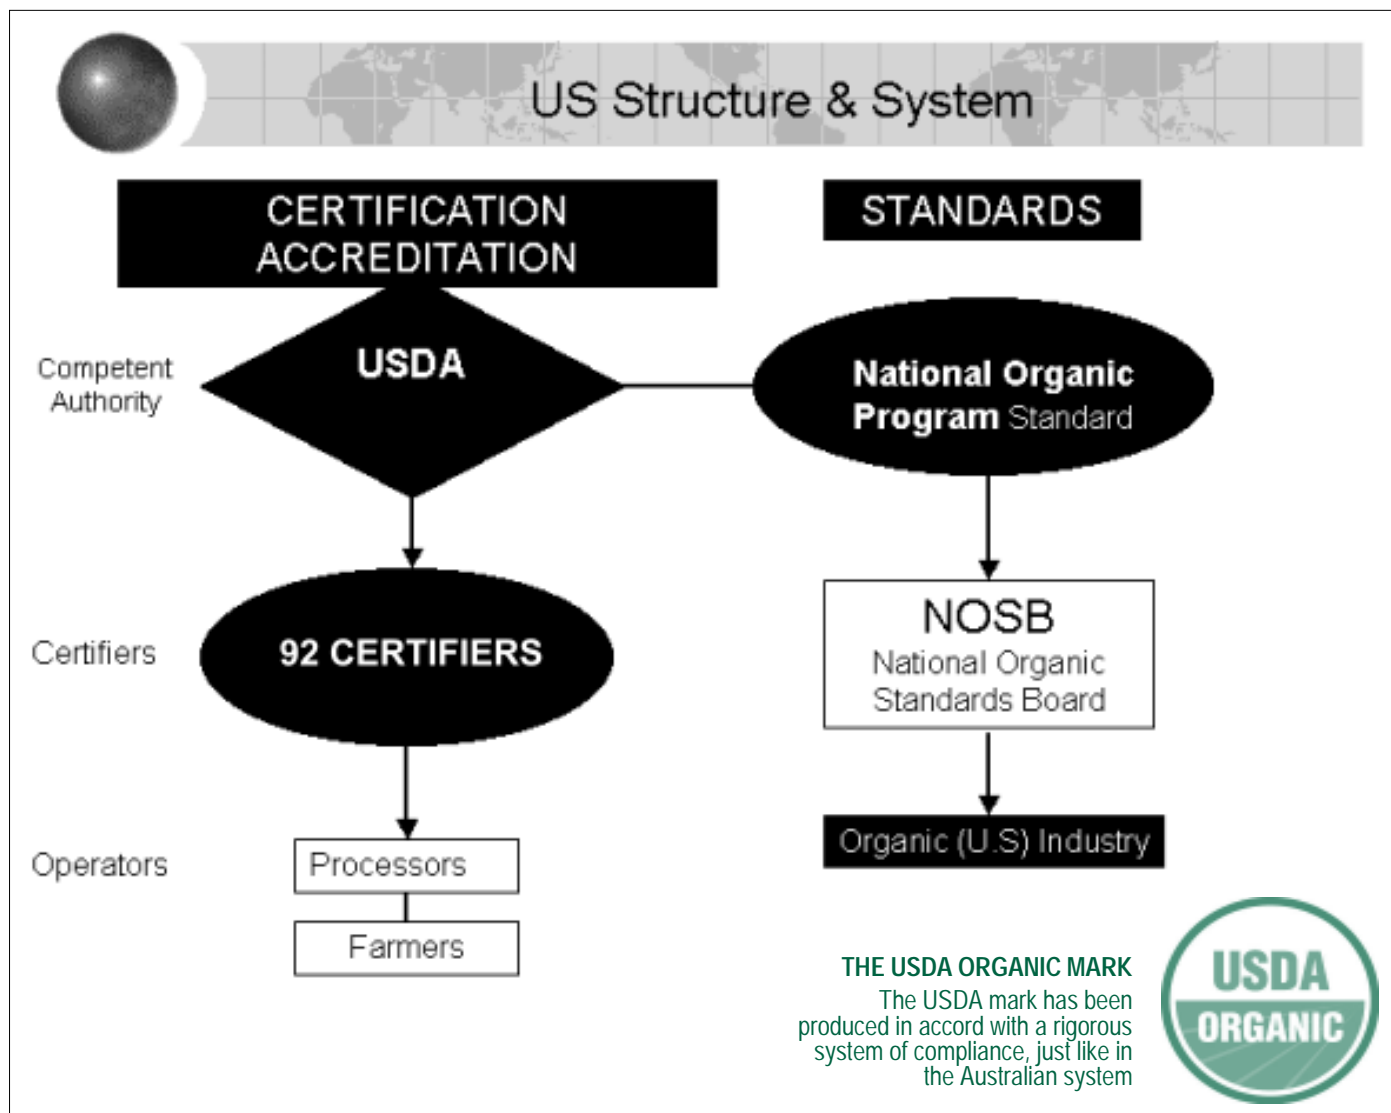 US Structure & System
CERTIFICATION
ACCREDITATION
STANDARDS
Competent
Authority
USDA
National Organic
Program Standard
Certifiers
92 CERTIFIERS
NOSB
National Organic
Standards Board
Operators
Processors
Farmers
Organic (U.S) Industry
THE USDA ORGANIC MARK
The USDA mark has been
produced in accord with a rigorous
system of compliance, just like in
the Australian system
USDA
ORGANIC